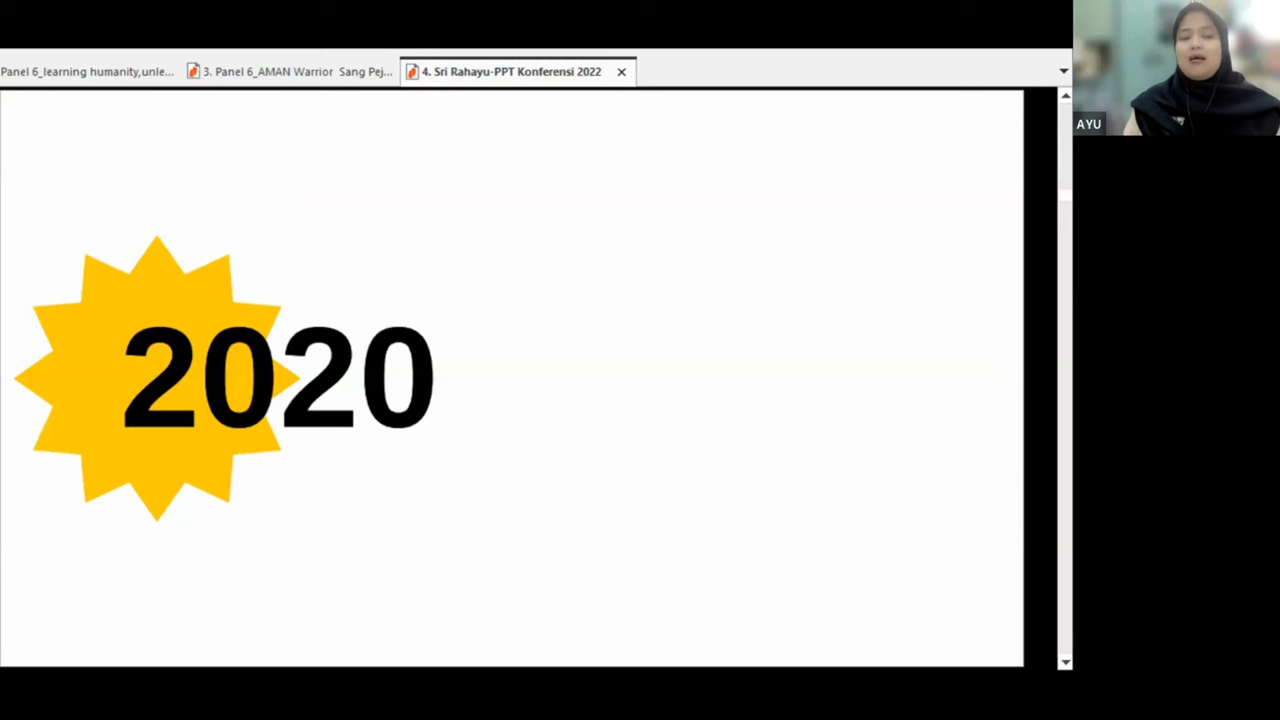 Panel 6_learning humanity,unle...
3. Panel 6_AMAN Warrior Sang Pej...
4. Sri Rahayu-PPT Konferensi 2022
AYU
2020